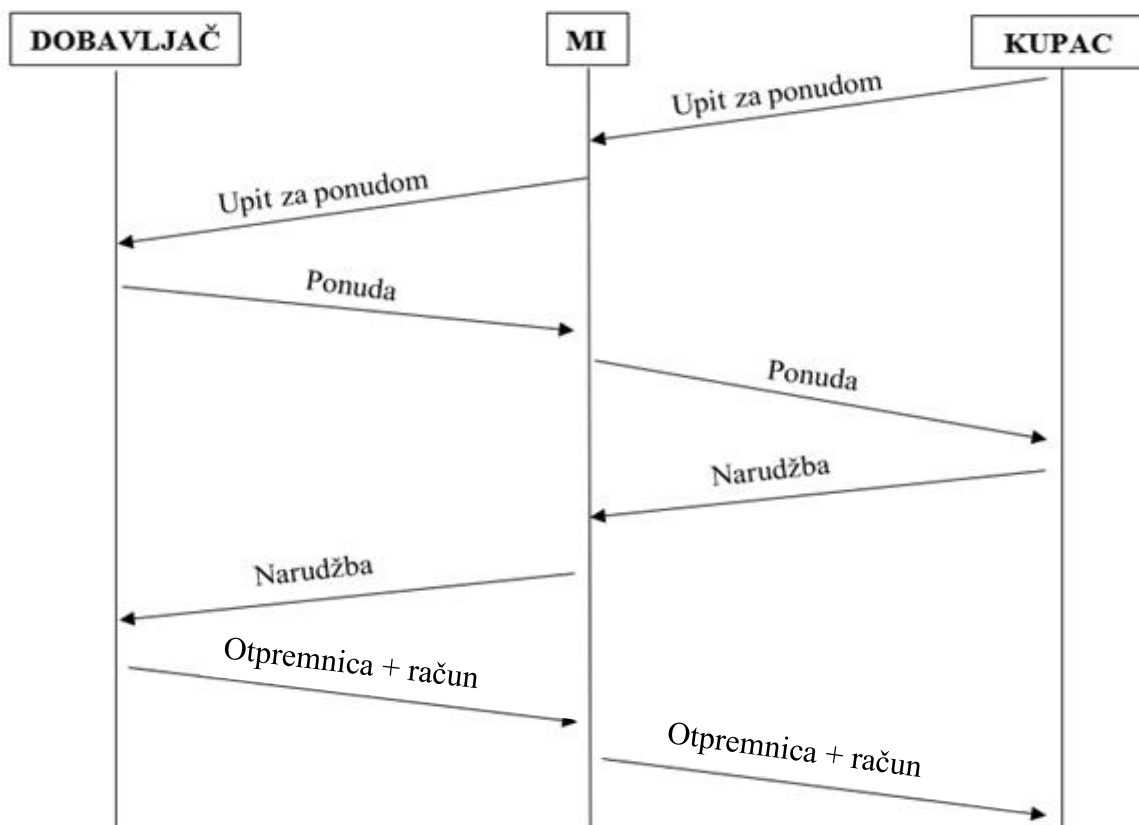 DOBAVLJAČ
MI
KUPAC
Upit za ponudom
Upit za ponudom
Ponuda
Ponuda
Narudžba
Narudžba
Otpremnica + račun
Otpremnica + račun